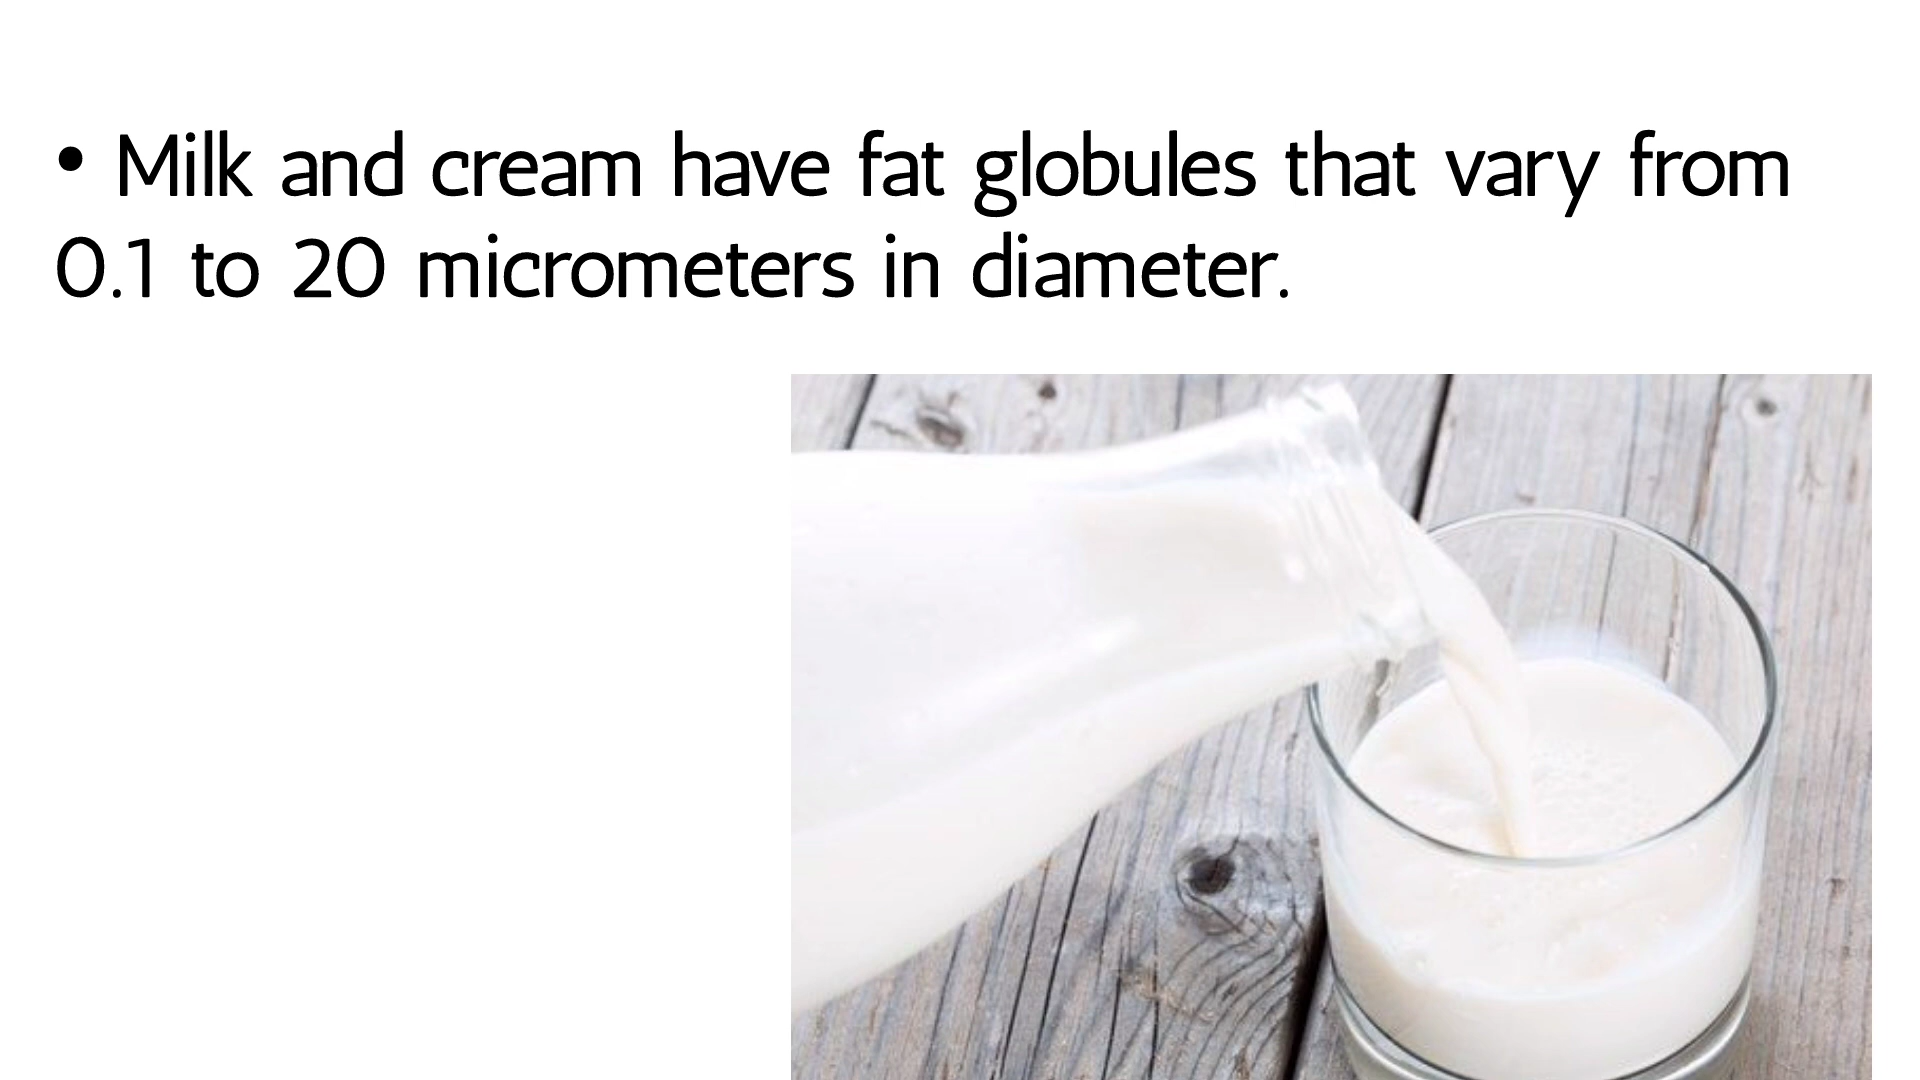 • Milk and cream have fat globules that vary from
0.1 to 20 micrometers in diameter.